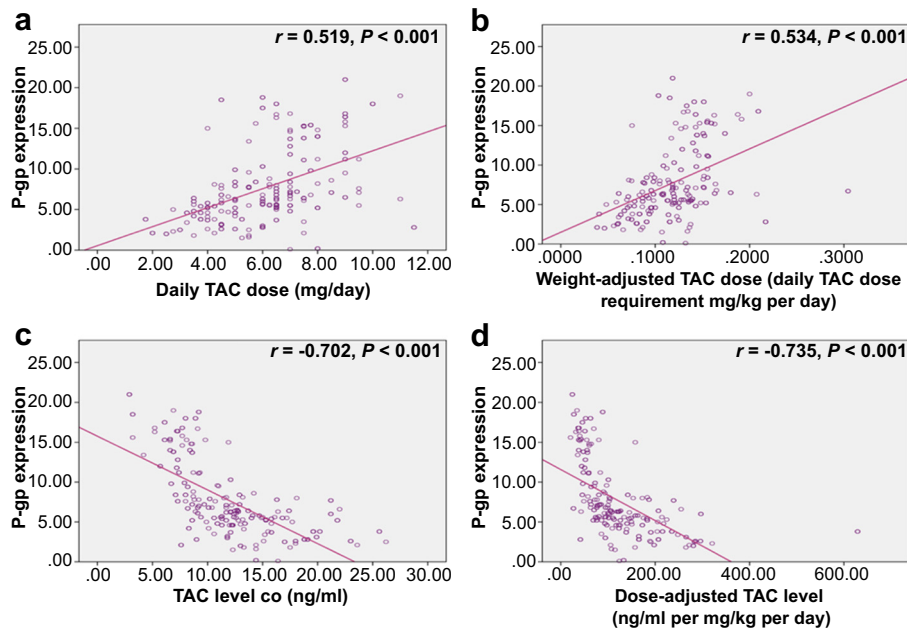 a
r = 0.519, P < 0.001
25.00
20.00
15.00
10.00
5.00
.00
P-gp expression
.00 2.00 4.00 6.00 8.00 10.00 12.00
Daily TAC dose (mg/day)
b
r = 0.534, P < 0.001
25.00
20.00
15.00
10.00
5.00
.00
P-gp expression
.0000 .1000 .2000 .3000
Weight-adjusted TAC dose (daily TAC dose
requirement mg/kg per day)
c
r = -0.702, P < 0.001
25.00
20.00
15.00
10.00
5.00
.00
P-gp expression
.00 5.00 10.00 15.00 20.00 25.00 30.00
TAC level co (ng/ml)
d
r = -0.735, P < 0.001
25.00
20.00
15.00
10.00
5.00
.00
P-gp expression
.00 200.00 400.00 600.00
Dose-adjusted TAC level
(ng/ml per mg/kg per day)